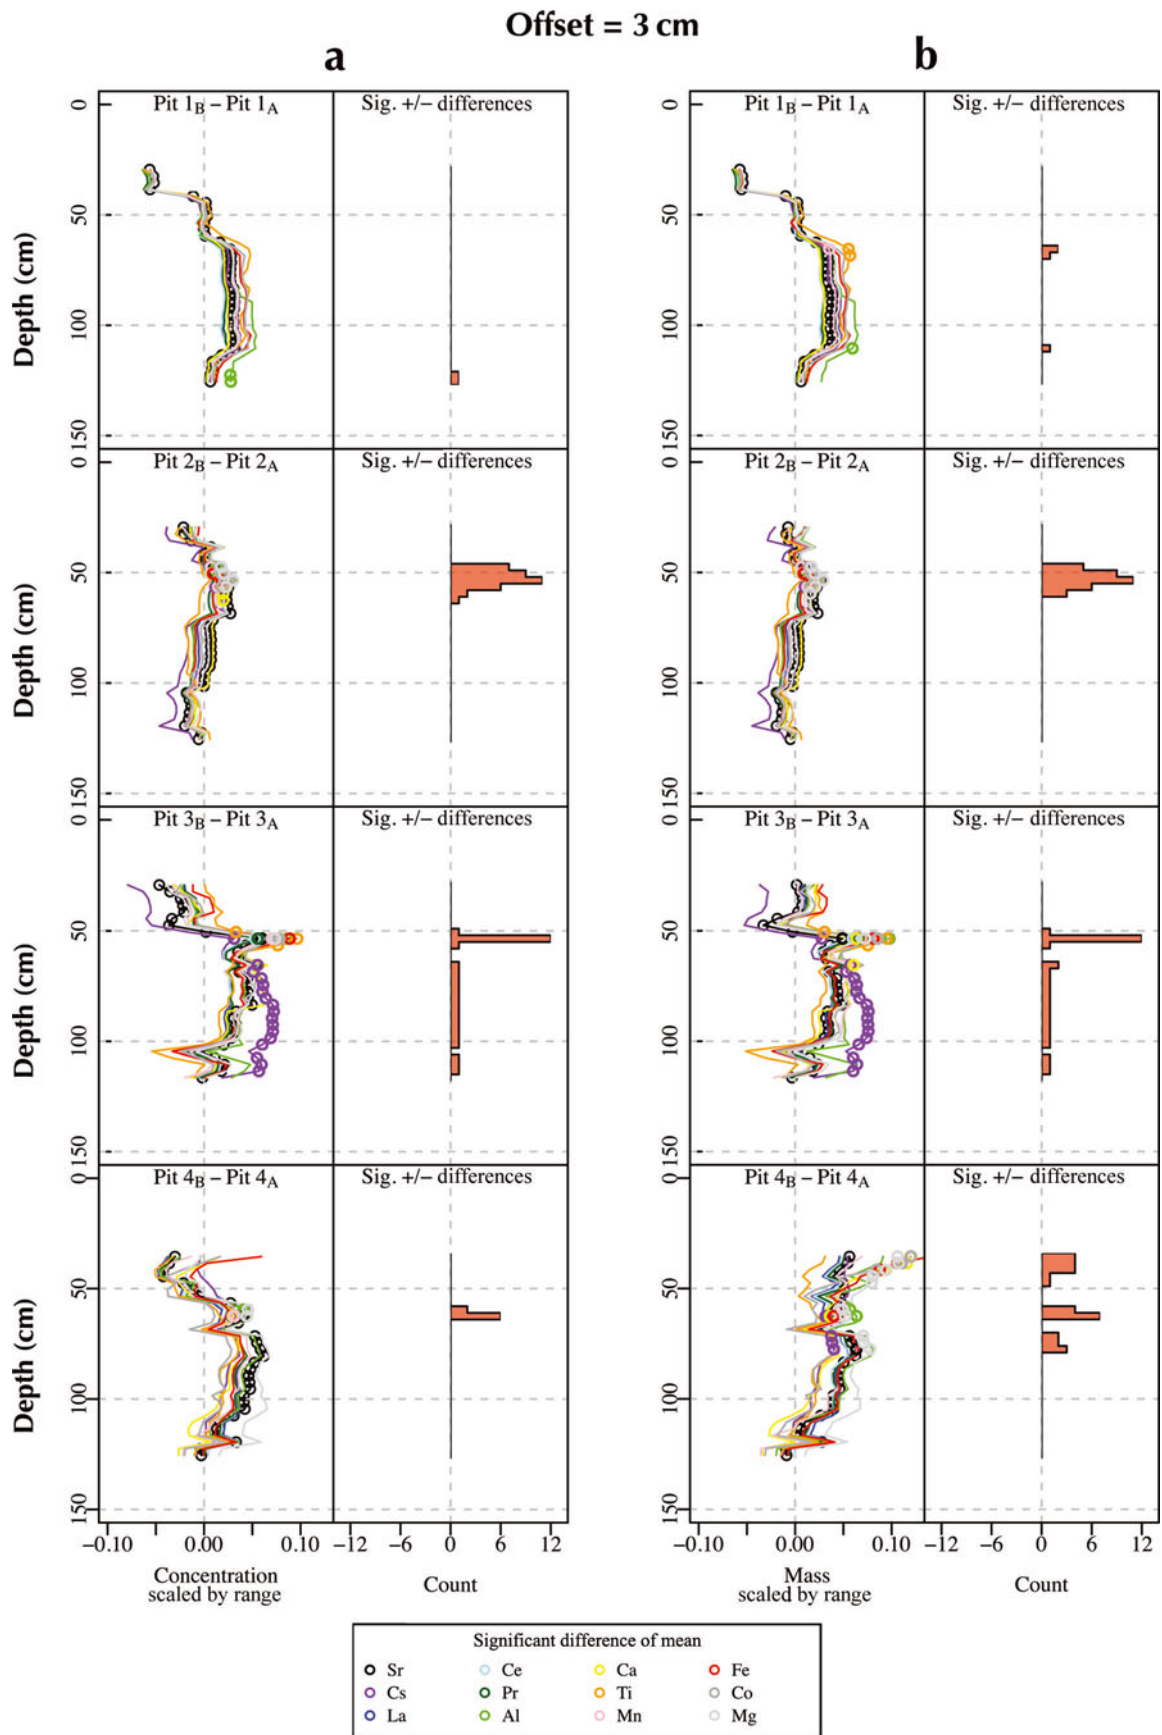 Offset = 3 cm
a
b
Pit 1B – Pit 1A
Sig. +/– differences
Pit 1B – Pit 1A
Sig. +/– differences
Depth (cm)
0
50
100
150
Depth (cm)
0
50
100
150
Pit 2B – Pit 2A
Sig. +/– differences
Pit 2B – Pit 2A
Sig. +/– differences
Depth (cm)
0
50
100
150
Depth (cm)
0
50
100
150
Pit 3B – Pit 3A
Sig. +/– differences
Pit 3B – Pit 3A
Sig. +/– differences
Depth (cm)
0
50
100
150
Depth (cm)
0
50
100
150
Pit 4B – Pit 4A
Sig. +/– differences
Pit 4B – Pit 4A
Sig. +/– differences
Depth (cm)
0
50
100
150
Depth (cm)
0
50
100
150
−0.10 0.00 0.10 −12 −6 0 6 12
−0.10 0.00 0.10 −12 −6 0 6 12
Concentration
scaled by range
Count
Mass
scaled by range
Count
Significant difference of mean
Sr Ce Ca Fe
Cs Pr Ti Co
La Al Mn Mg